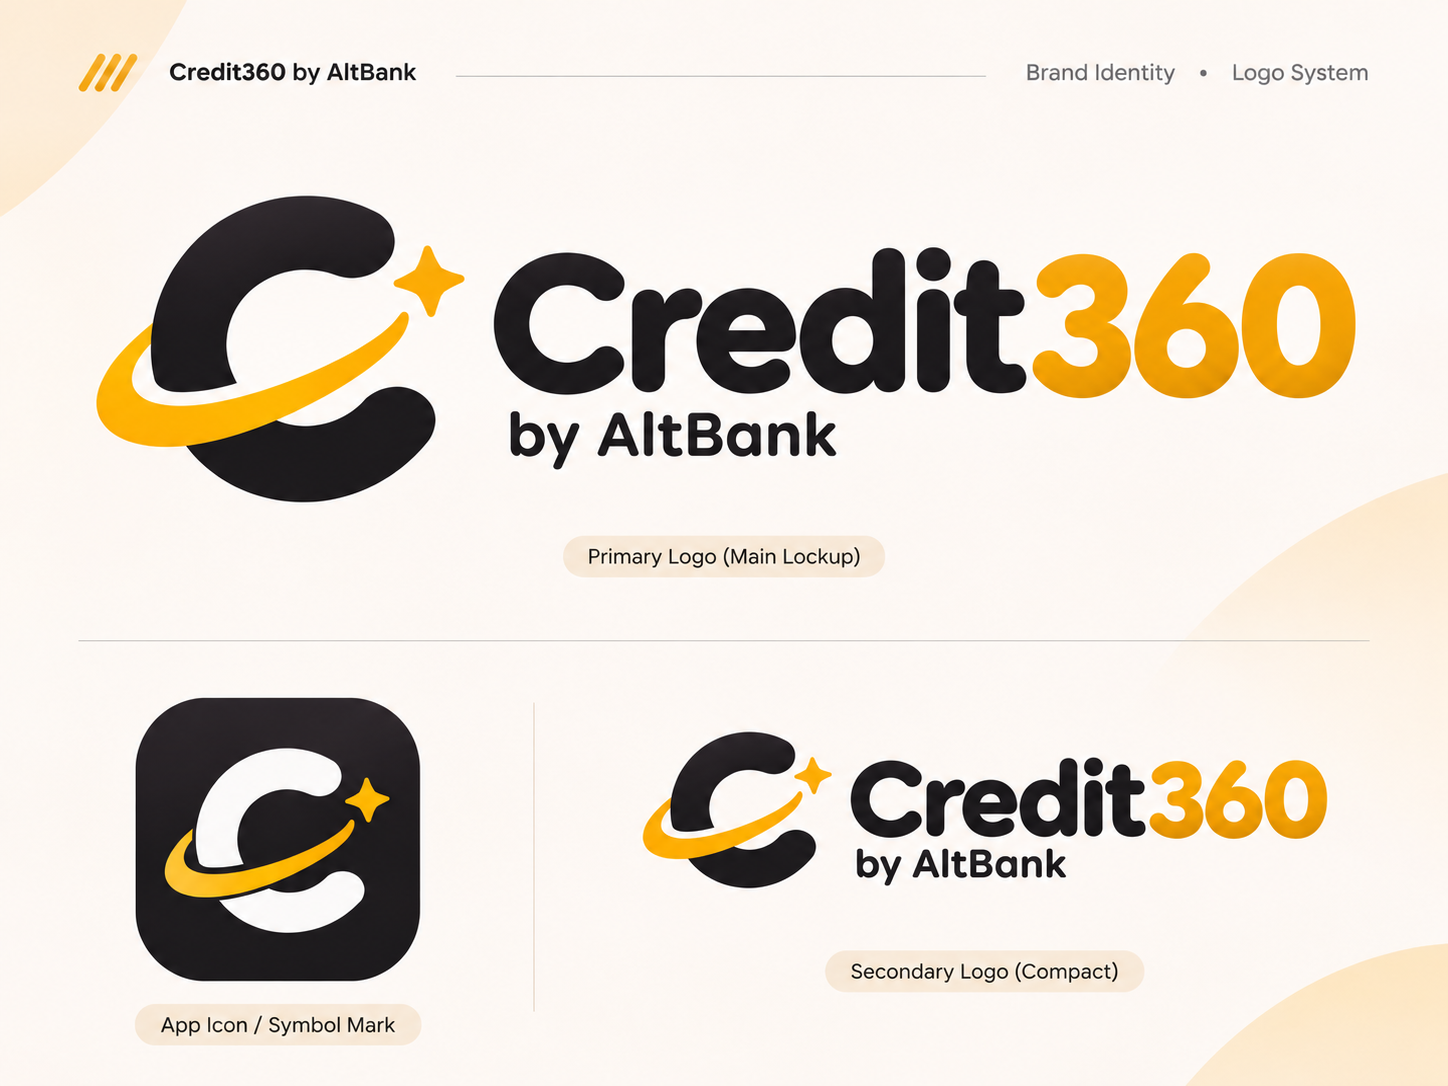 Credit360 by AltBank
Brand Identity • Logo System
Credit360
by AltBank
Primary Logo (Main Lockup)
App Icon / Symbol Mark
Credit360
by AltBank
Secondary Logo (Compact)